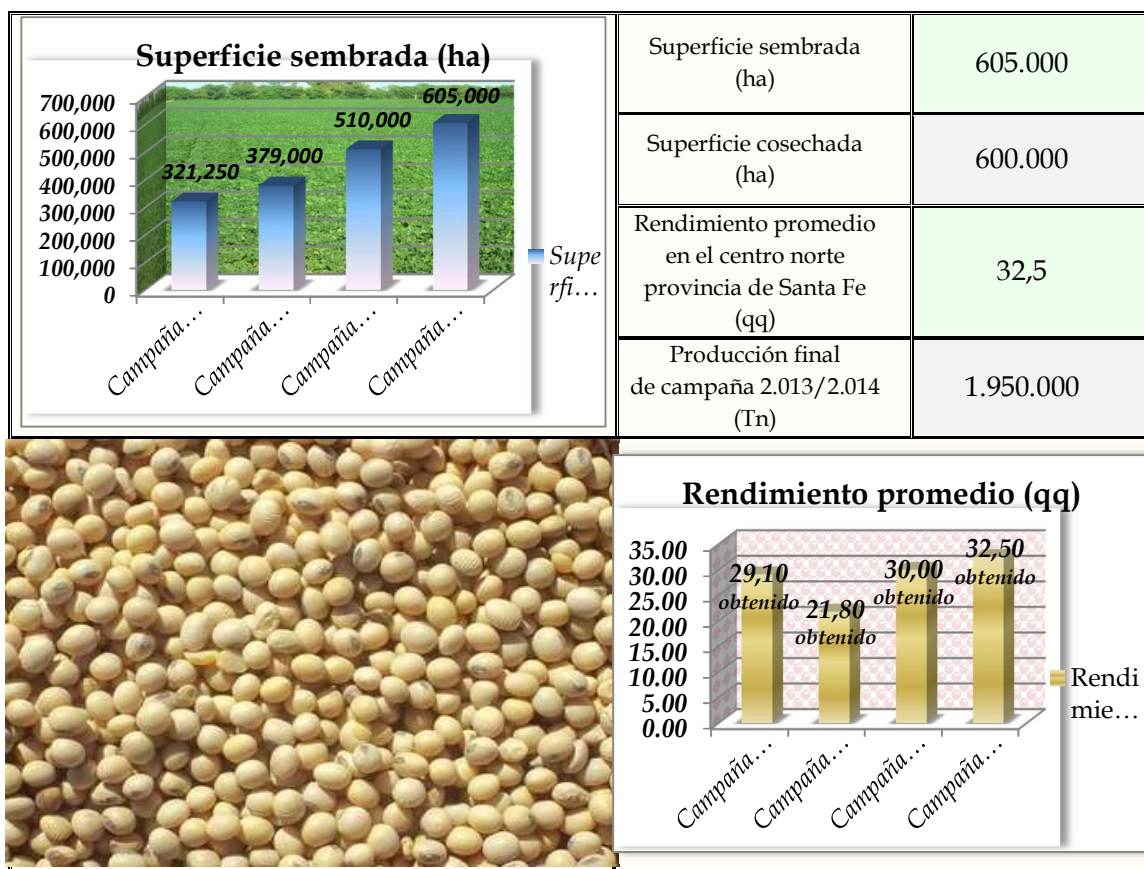 Superficie sembrada (ha)
700,000
600,000
500,000
400,000
300,000
200,000
100,000
0
321,250
379,000
510,000
605,000
Campaña…
Campaña…
Campaña…
Campaña…
Supe
rfi…
Superficie sembrada
(ha)
605.000
Superficie cosechada
(ha)
600.000
Rendimiento promedio
en el centro norte
provincia de Santa Fe
(qq)
32,5
Producción final
de campaña 2.013/2.014
(Tn)
1.950.000
Rendimiento promedio (qq)
35.00
30.00
25.00
20.00
15.00
10.00
5.00
0.00
29,10
obtenido
21,80
obtenido
30,00
obtenido
32,50
obtenido
Campaña…
Campaña…
Campaña…
Campaña…
Rendi
mie…